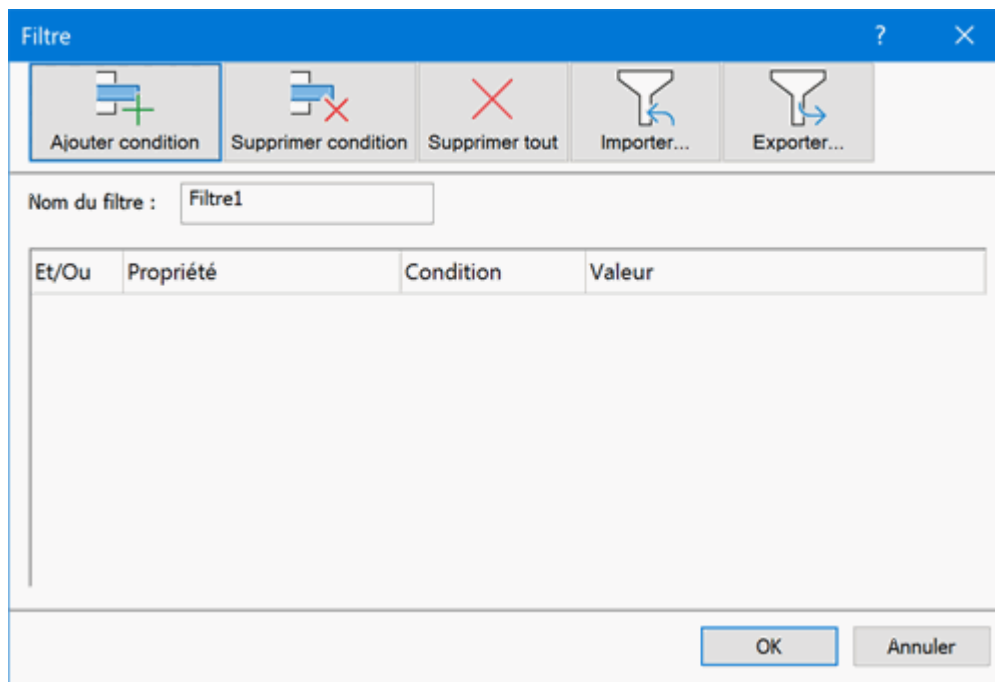 Filtre ?
Ajouter condition Supprimer condition Supprimer tout Importer... Exporter...
Nom du filtre : Filtre1
Et/Ou Propriété Condition Valeur
OK Annuler